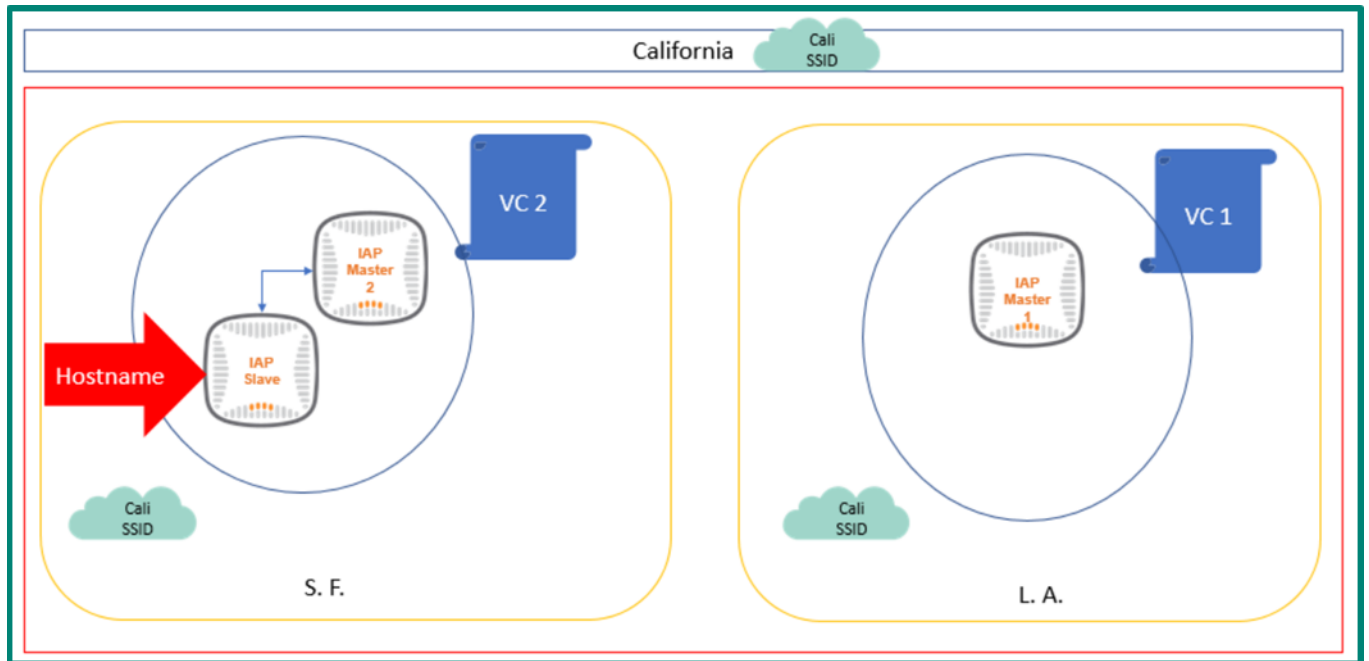 California
Cali
SSID
VC 2
IAP
Master
2
Hostname
IAP
Slave
Cali
SSID
S. F.
VC 1
IAP
Master
1
Cali
SSID
L. A.